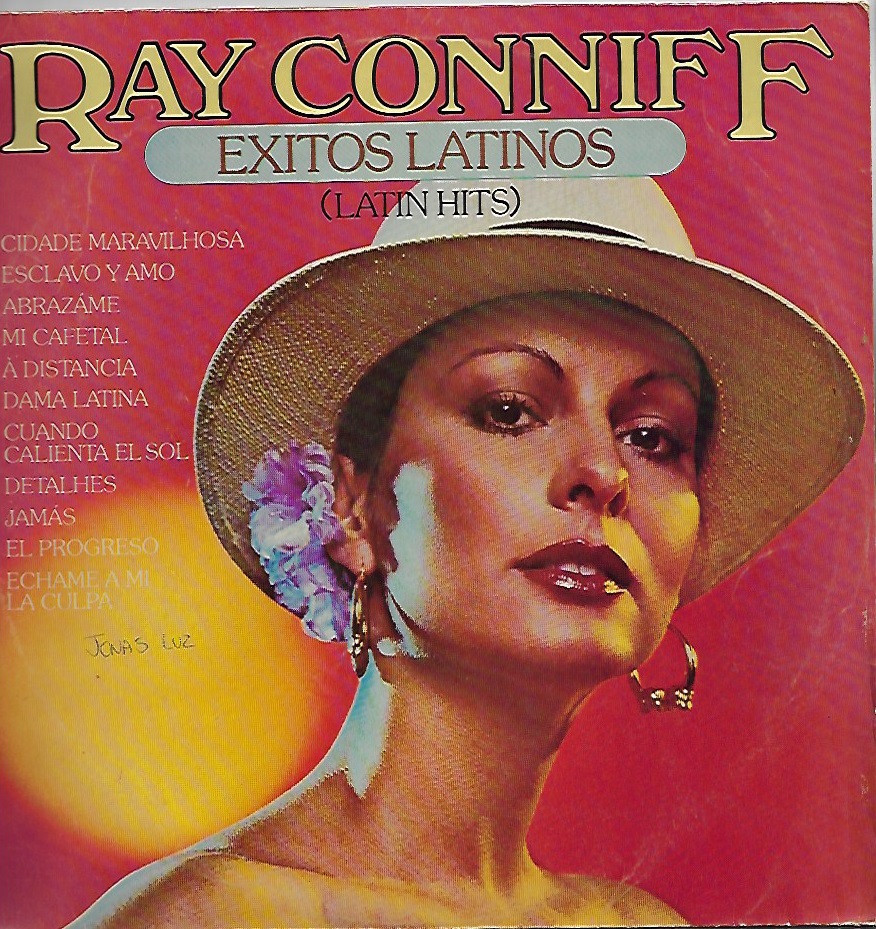 RAY CONNIFF
EXITOS LATINOS
(LATIN HITS)
CIDADE MARAVILHOSA
ESCLAVO Y AMO
ABRAZÁME
MI CAFETAL
À DISTANCIA
DAMA LATINA
CUANDO
CALIENTA EL SOL
DETALHES
JAMÁS
EL PROGRESO
ECHAME A MI
LA CULPA
JONAS LUZ